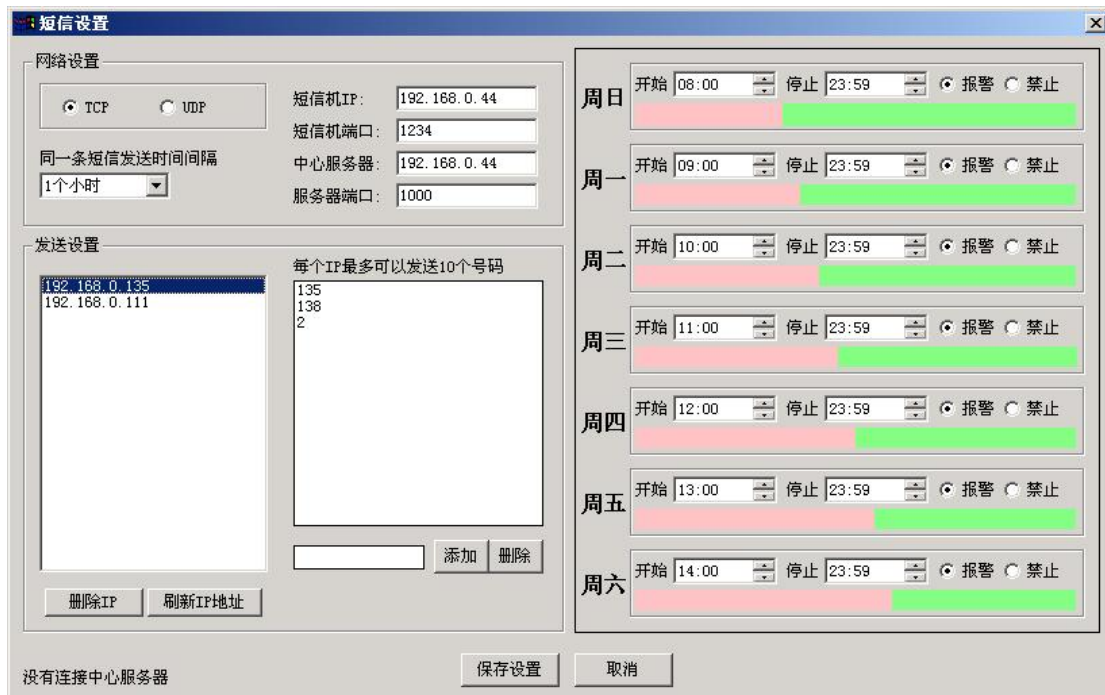 短信设置
网络设置
TCP UDP
同一条短信发送时间间隔
1个小时
短信机IP: 192.168.0.44
短信机端口: 1234
中心服务器: 192.168.0.44
服务器端口: 1000
发送设置
192.168.0.135
192.168.0.111
每个IP最多可以发送10个号码
135
138
2
添加 删除
删除IP 刷新IP地址
周日 开始 08:00 停止 23:59 报警 禁止
周一 开始 09:00 停止 23:59 报警 禁止
周二 开始 10:00 停止 23:59 报警 禁止
周三 开始 11:00 停止 23:59 报警 禁止
周四 开始 12:00 停止 23:59 报警 禁止
周五 开始 13:00 停止 23:59 报警 禁止
周六 开始 14:00 停止 23:59 报警 禁止
没有连接中心服务器
保存设置 取消